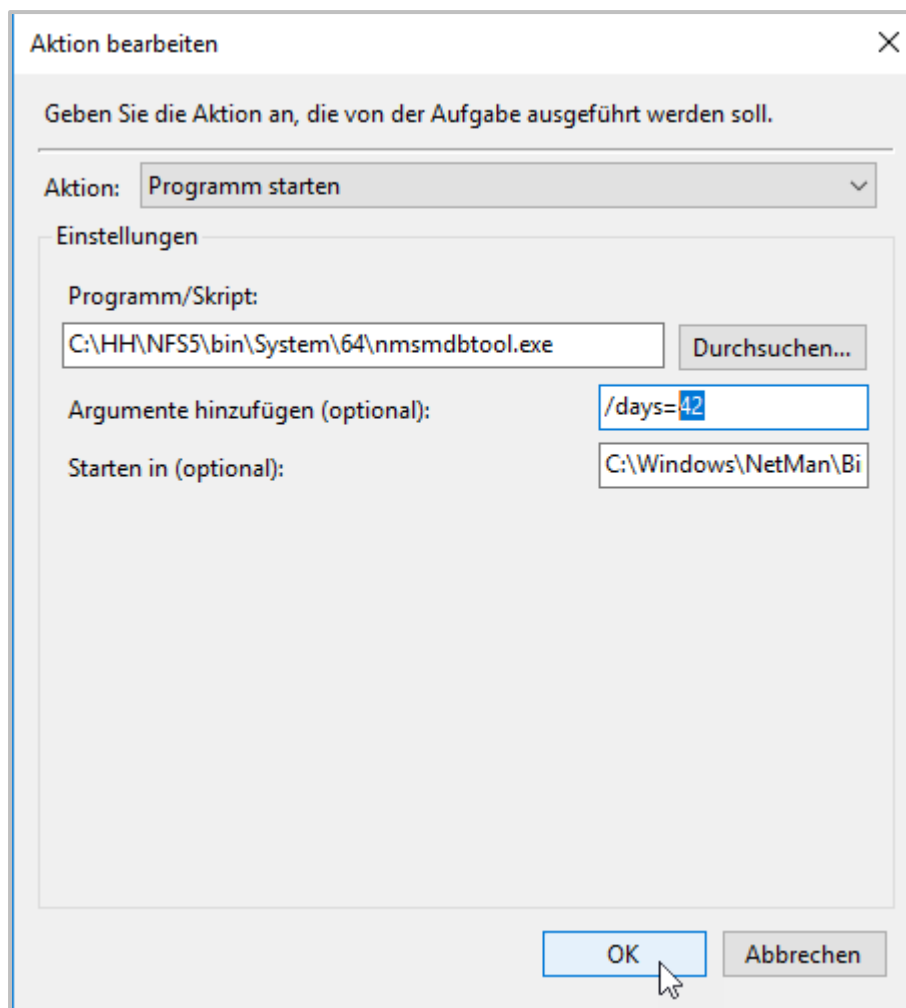 Aktion bearbeiten
Geben Sie die Aktion an, die von der Aufgabe ausgeführt werden soll.
Aktion: Programm starten
Einstellungen
Programm/Skript:
C:\HH\NFS5\bin\System\64\nmsmdbtool.exe Durchsuchen...
Argumente hinzufügen (optional): /days=42
Starten in (optional): C:\Windows\NetMan\Bi
OK Abbrechen